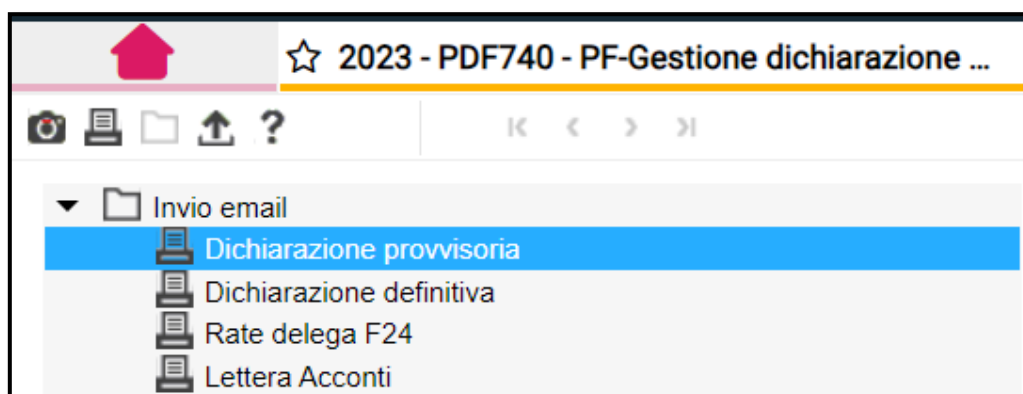 2023 - PDF740 - PF-Gestione dichiarazione ...
?
Invio email
Dichiarazione provvisoria
Dichiarazione definitiva
Rate delega F24
Lettera Acconti